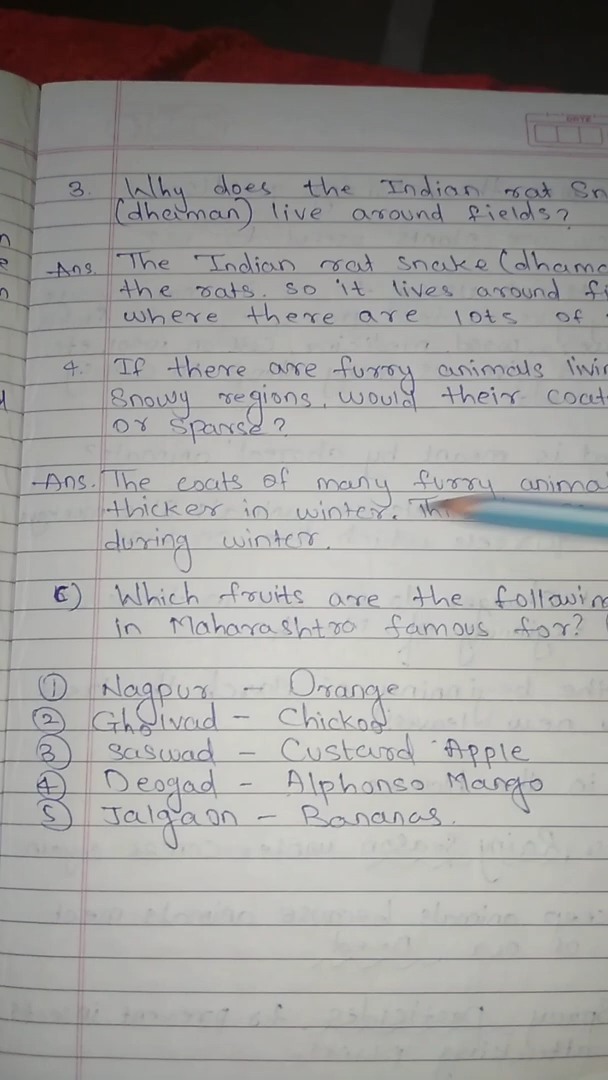 DATE
3. Why does the Indian rat Sn
(dhaman) live around fields?
Ans. The Indian rat snake (dhama
the rats. so it lives around fi
where there are lots of
4. If there are furry animals livin
Snowy regions, would their coat
or Sparse?
Ans. The coats of many furry anima
thicker in winter.
during winter.
C) Which fruits are the followin
in Maharashtra famous for?
① Nagpur - Orange
② Gholvad - Chickoo
③ Saswad - Custard Apple
④ Deogad - Alphonso Mango
⑤ Jalgaon - Bananas.